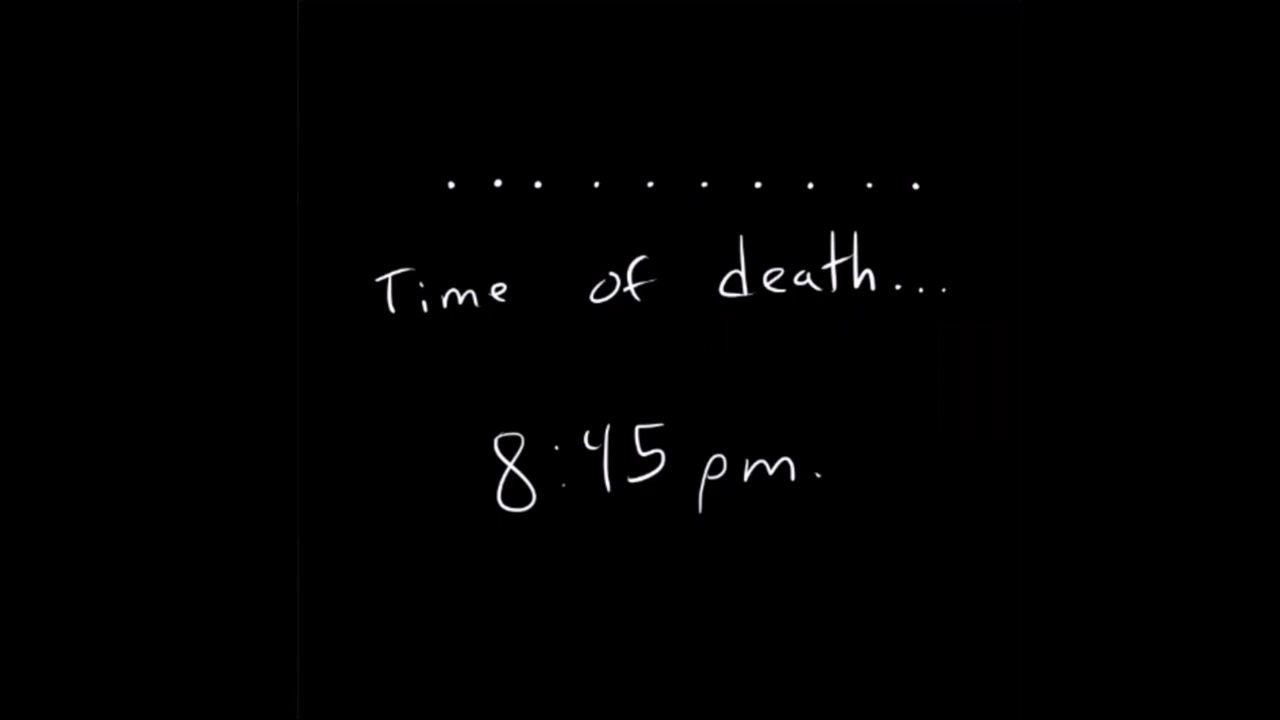 . . . . . . . . . .
Time of death...
8:45 pm.